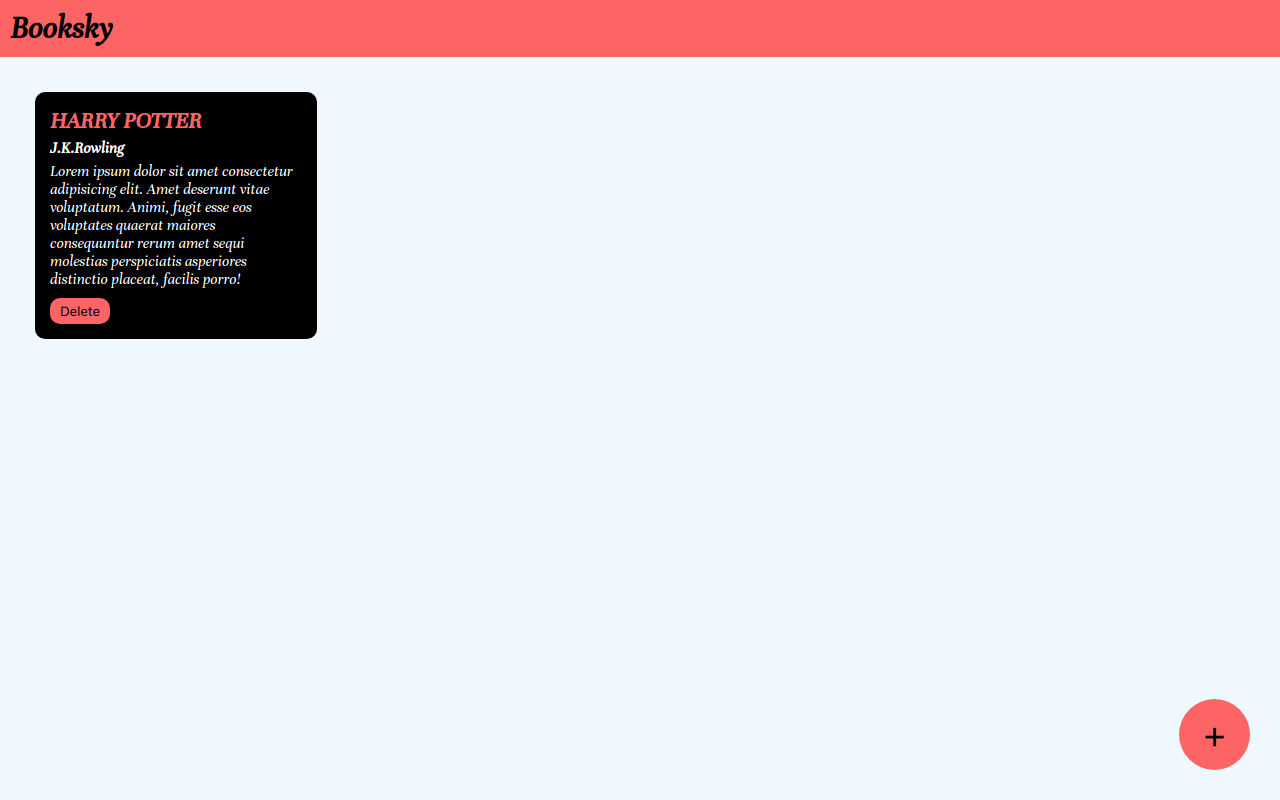 Booksky
HARRY POTTER
J.K.Rowling
Lorem ipsum dolor sit amet consectetur
adipisicing elit. Amet deserunt vitae
voluptatum. Animi, fugit esse eos
voluptates quaerat maiores
consequuntur rerum amet sequi
molestias perspiciatis asperiores
distinctio placeat, facilis porro!
Delete
+